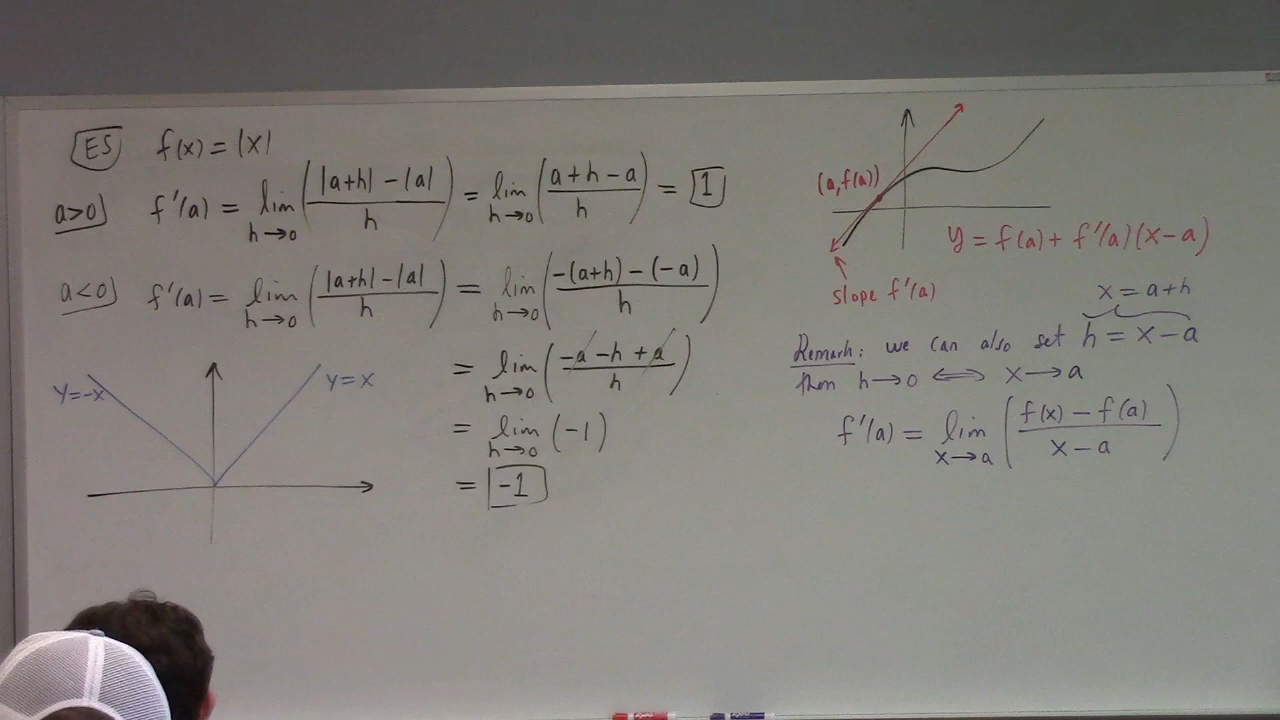 E5 f(x) = |x|
a>0) f'(a) = lim h→0 (|a+h| - |a| / h) = lim h→0 (a+h-a / h) = 1
a<0) f'(a) = lim h→0 (|a+h| - |a| / h) = lim h→0 (-(a+h) - (-a) / h)
= lim h→0 (-a - h + a / h)
= lim h→0 (-1)
= -1
y=-x
y=x
(a, f(a))
y = f(a) + f'(a)(x-a)
slope f'(a)
x = a+h
Remark: we can also set h = x-a
then h→0 ⟺ x→a
f'(a) = lim x→a (f(x) - f(a) / x-a)